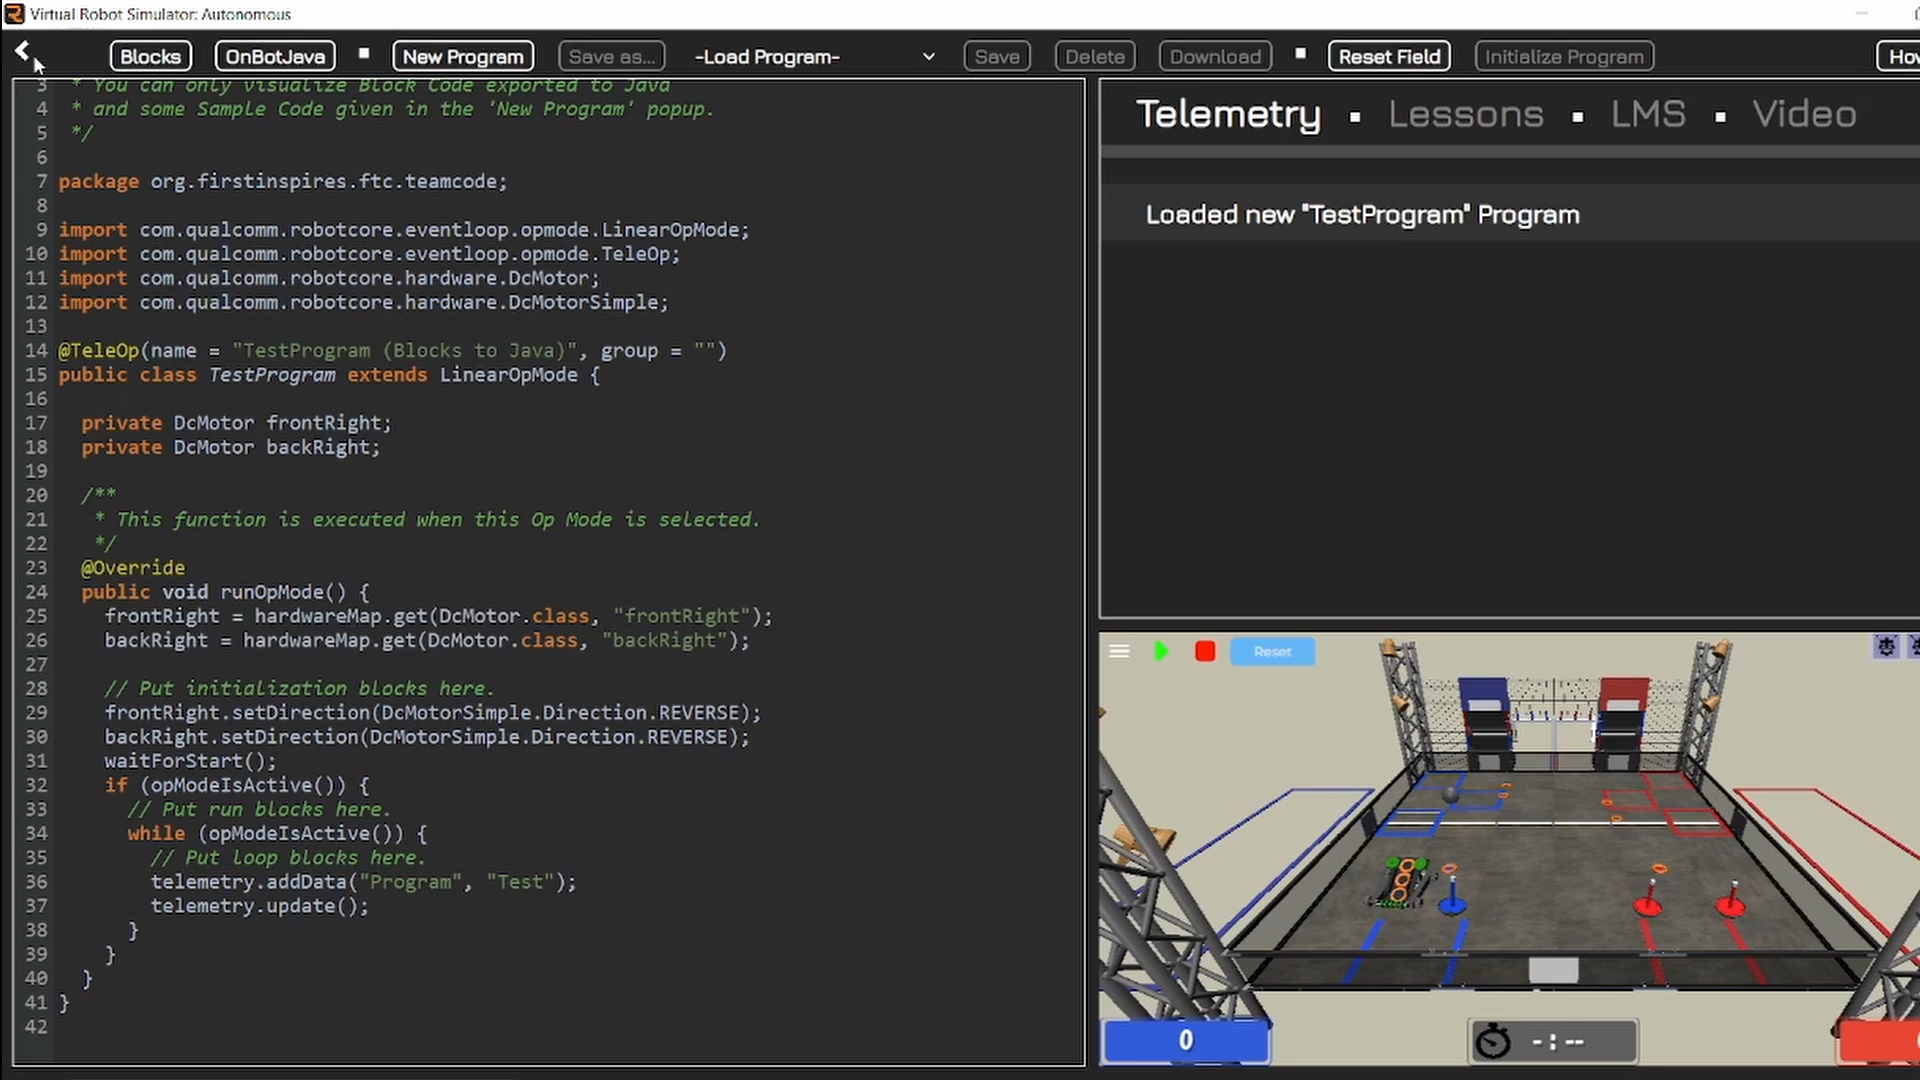 Virtual Robot Simulator: Autonomous
Blocks OnBotJava New Program Save as... -Load Program- Save Delete Download Reset Field Initialize Program How
3 * You can only visualize Block Code exported to Java
4 * and some Sample Code given in the 'New Program' popup.
5 */
6
7 package org.firstinspires.ftc.teamcode;
8
9 import com.qualcomm.robotcore.eventloop.opmode.LinearOpMode;
10 import com.qualcomm.robotcore.eventloop.opmode.TeleOp;
11 import com.qualcomm.robotcore.hardware.DcMotor;
12 import com.qualcomm.robotcore.hardware.DcMotorSimple;
13
14 @TeleOp(name = "TestProgram (Blocks to Java)", group = "")
15 public class TestProgram extends LinearOpMode {
16
17 private DcMotor frontRight;
18 private DcMotor backRight;
19
20 /**
21 * This function is executed when this Op Mode is selected.
22 */
23 @Override
24 public void runOpMode() {
25 frontRight = hardwareMap.get(DcMotor.class, "frontRight");
26 backRight = hardwareMap.get(DcMotor.class, "backRight");
27
28 // Put initialization blocks here.
29 frontRight.setDirection(DcMotorSimple.Direction.REVERSE);
30 backRight.setDirection(DcMotorSimple.Direction.REVERSE);
31 waitForStart();
32 if (opModeIsActive()) {
33 // Put run blocks here.
34 while (opModeIsActive()) {
35 // Put loop blocks here.
36 telemetry.addData("Program", "Test");
37 telemetry.update();
38 }
39 }
40 }
41 }
42
Telemetry ▪ Lessons ▪ LMS ▪ Video
Loaded new "TestProgram" Program
Reset
0
-:--